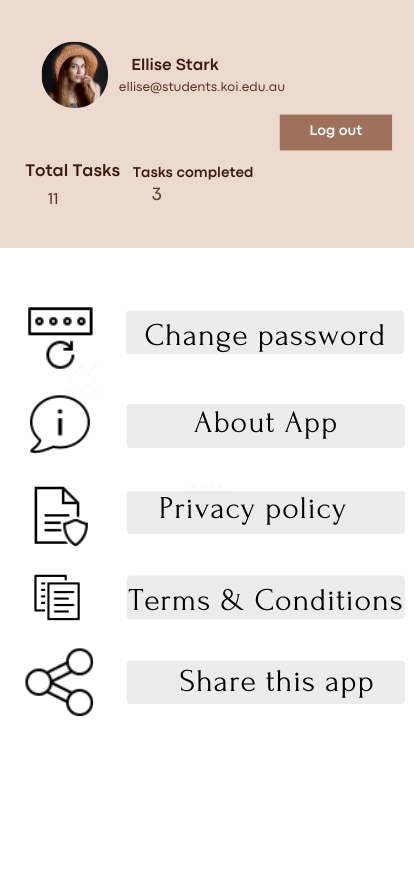 Ellise Stark
ellise@students.koi.edu.au
Log out
Total Tasks Tasks completed
11 3
Change password
i
About App
Privacy policy
Terms & Conditions
Share this app